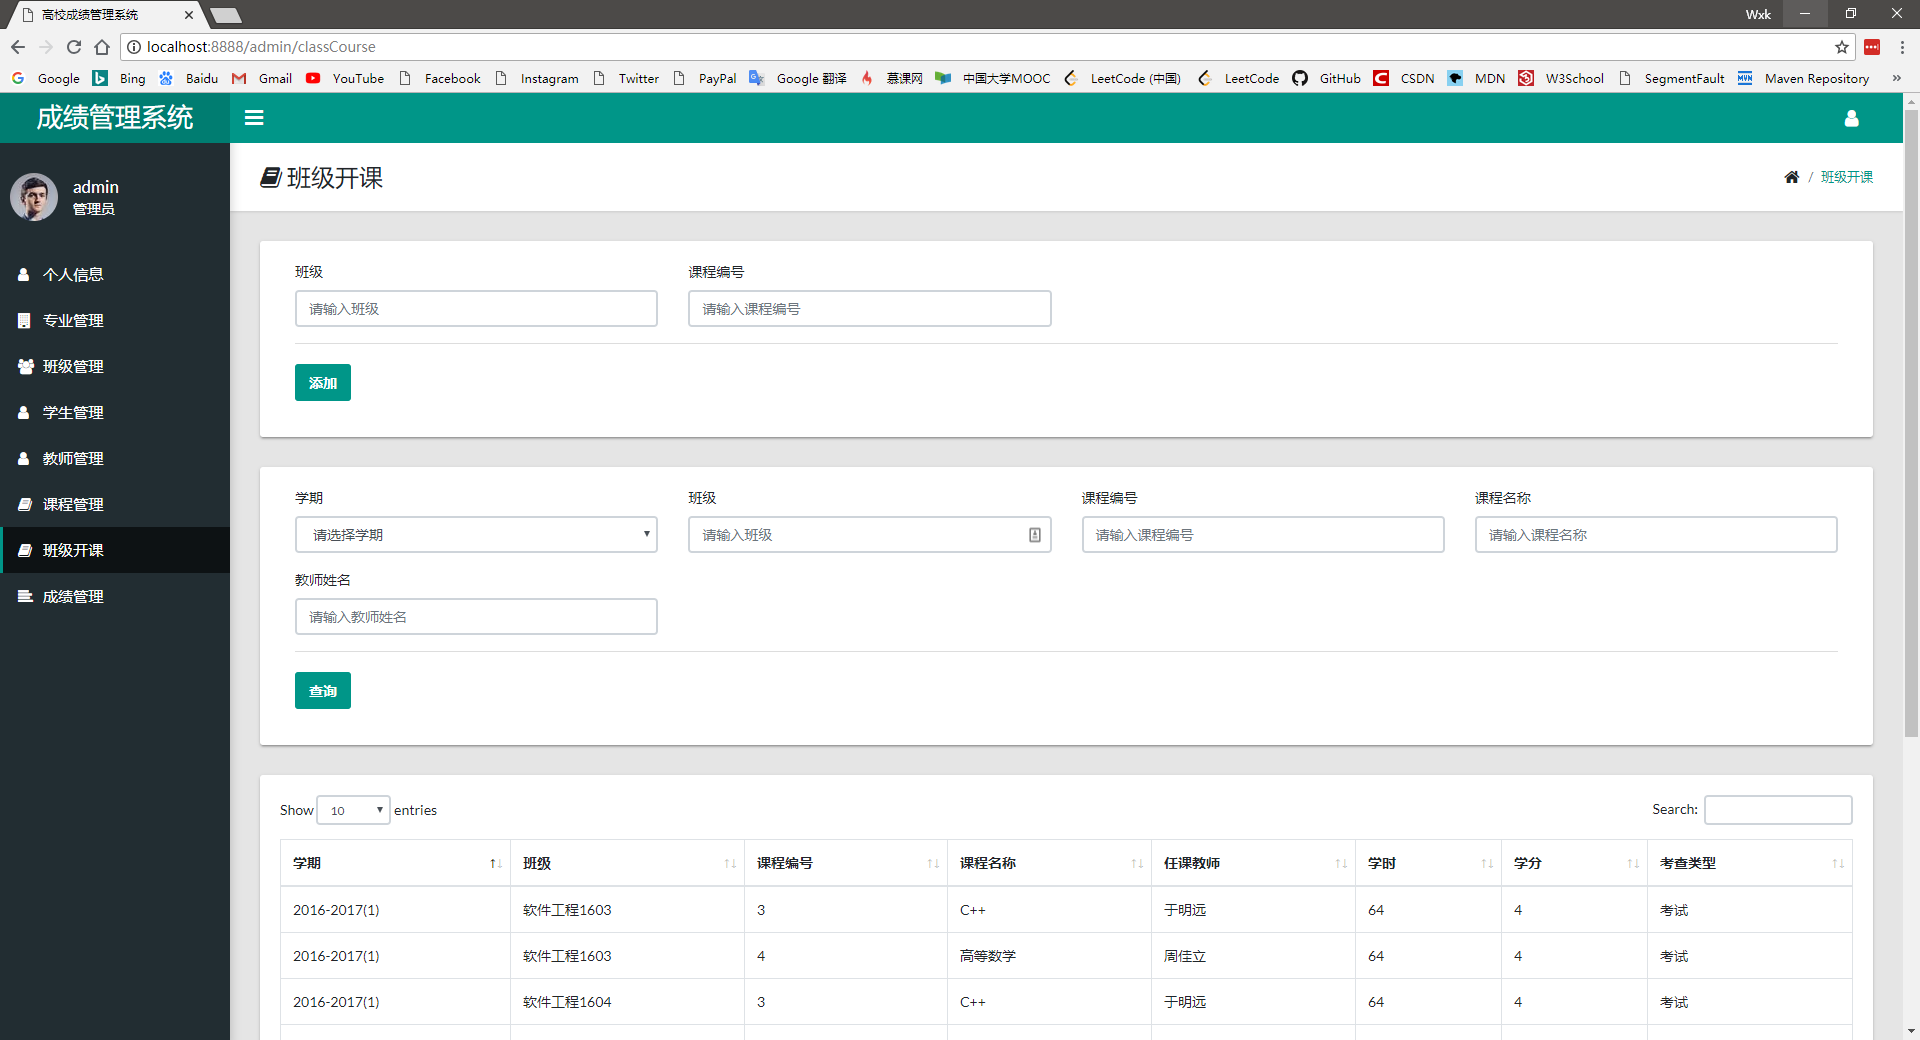 高校成绩管理系统
Wxk
localhost:8888/admin/classCourse
Google Bing Baidu Gmail YouTube Facebook Instagram Twitter PayPal Google 翻译 慕课网 中国大学MOOC LeetCode (中国) LeetCode GitHub CSDN MDN W3School SegmentFault Maven Repository »
成绩管理系统
admin
管理员
个人信息
专业管理
班级管理
学生管理
教师管理
课程管理
班级开课
成绩管理
班级开课
/ 班级开课
班级 课程编号
请输入班级 请输入课程编号
添加
学期 班级 课程编号 课程名称
请选择学期 请输入班级 请输入课程编号 请输入课程名称
教师姓名
请输入教师姓名
查询
Show 10 entries Search:
学期 班级 课程编号 课程名称 任课教师 学时 学分 考查类型
2016-2017(1) 软件工程1603 3 C++ 于明远 64 4 考试
2016-2017(1) 软件工程1603 4 高等数学 周佳立 64 4 考试
2016-2017(1) 软件工程1604 3 C++ 于明远 64 4 考试